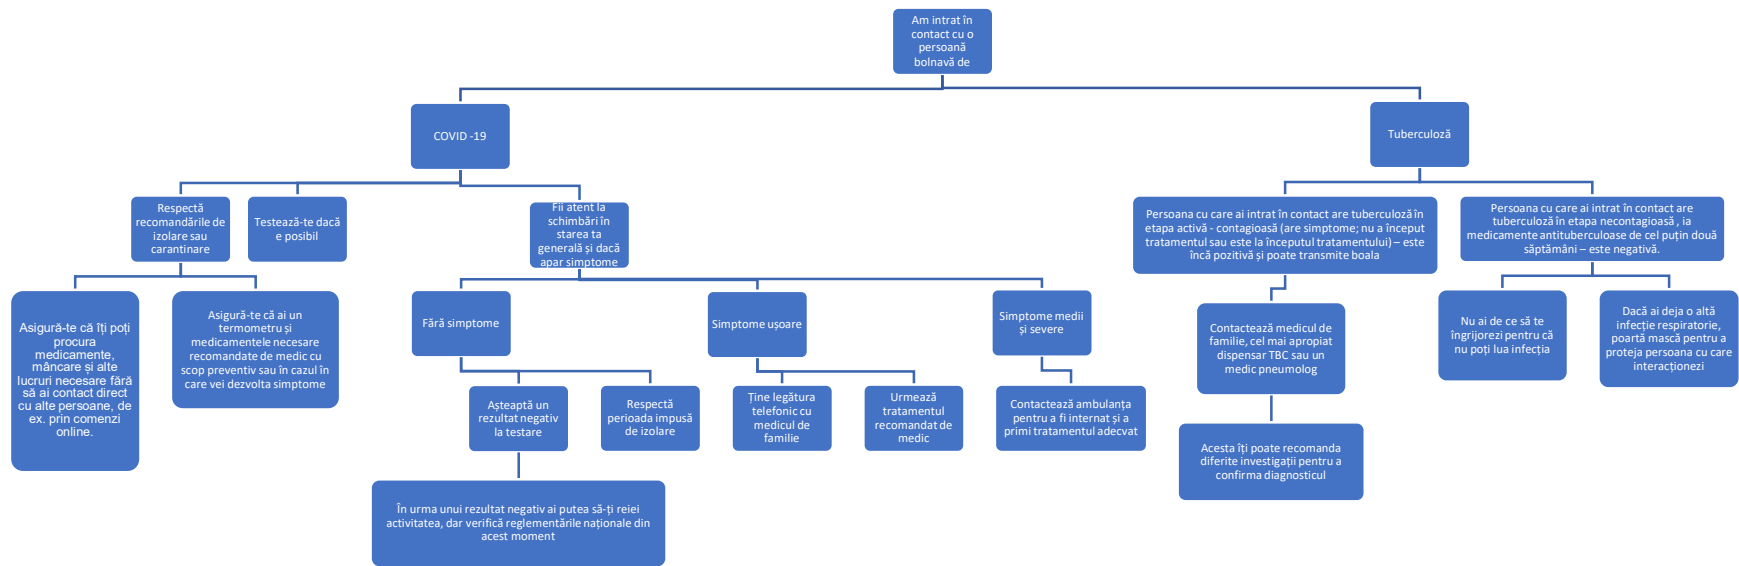 Am intrat în
contact cu o
persoană
bolnavă de
COVID -19
Tuberculoză
Respectă
recomandările de
izolare sau
carantinare
Testează-te dacă
e posibil
Fii atent la
schimbări în
starea ta
generală și dacă
apar simptome
Persoana cu care ai intrat în contact are tuberculoză în
etapa activă - contagioasă (are simptome; nu a început
tratamentul sau este la începutul tratamentului) – este
încă pozitivă și poate transmite boala
Persoana cu care ai intrat în contact are
tuberculoză în etapa necontagioasă , ia
medicamente antituberculoase de cel puțin două
săptămâni – este negativă.
Asigură-te că îți poți
procura
medicamente,
mâncare și alte
lucruri necesare fără
să ai contact direct
cu alte persoane, de
ex. prin comenzi
online.
Asigură-te că ai un
termometru și
medicamentele necesare
recomandate de medic cu
scop preventiv sau în cazul în
care vei dezvolta simptome
Fără simptome
Simptome ușoare
Simptome medii
și severe
Contactează medicul de
familie, cel mai apropiat
dispensar TBC sau un
medic pneumolog
Nu ai de ce să te
îngrijorezi pentru că
nu poți lua infecția
Dacă ai deja o altă
infecție respiratorie,
poartă mască pentru a
proteja persoana cu care
interacționezi
Așteaptă un
rezultat negativ
la testare
Respectă
perioada impusă
de izolare
Ține legătura
telefonic cu
medicul de
familie
Urmează
tratamentul
recomandat de
medic
Contactează ambulanța
pentru a fi internat și a
primi tratamentul adecvat
Acesta îți poate recomanda
diferite investigații pentru a
confirma diagnosticul
În urma unui rezultat negativ ai putea să-ți reiei
activitatea, dar verifică reglementările naționale din
acest moment